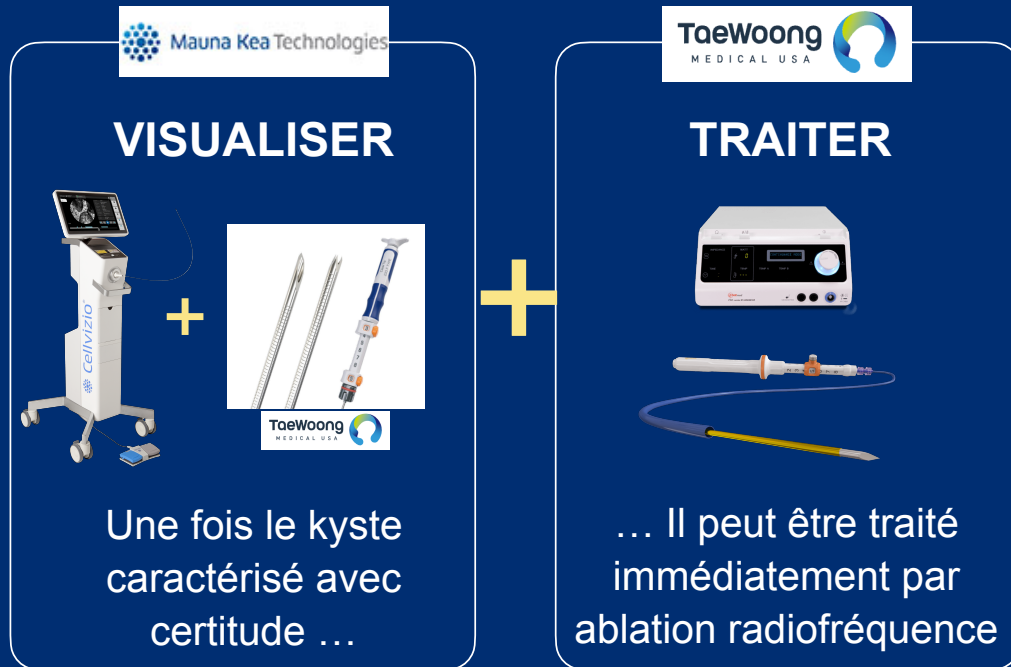 Mauna Kea Technologies
VISUALISER
Cellvizio
+
TaeWoong
MEDICAL USA
Une fois le kyste
caractérisé avec
certitude …
+
TaeWoong
MEDICAL USA
TRAITER
… Il peut être traité
immédiatement par
ablation radiofréquence